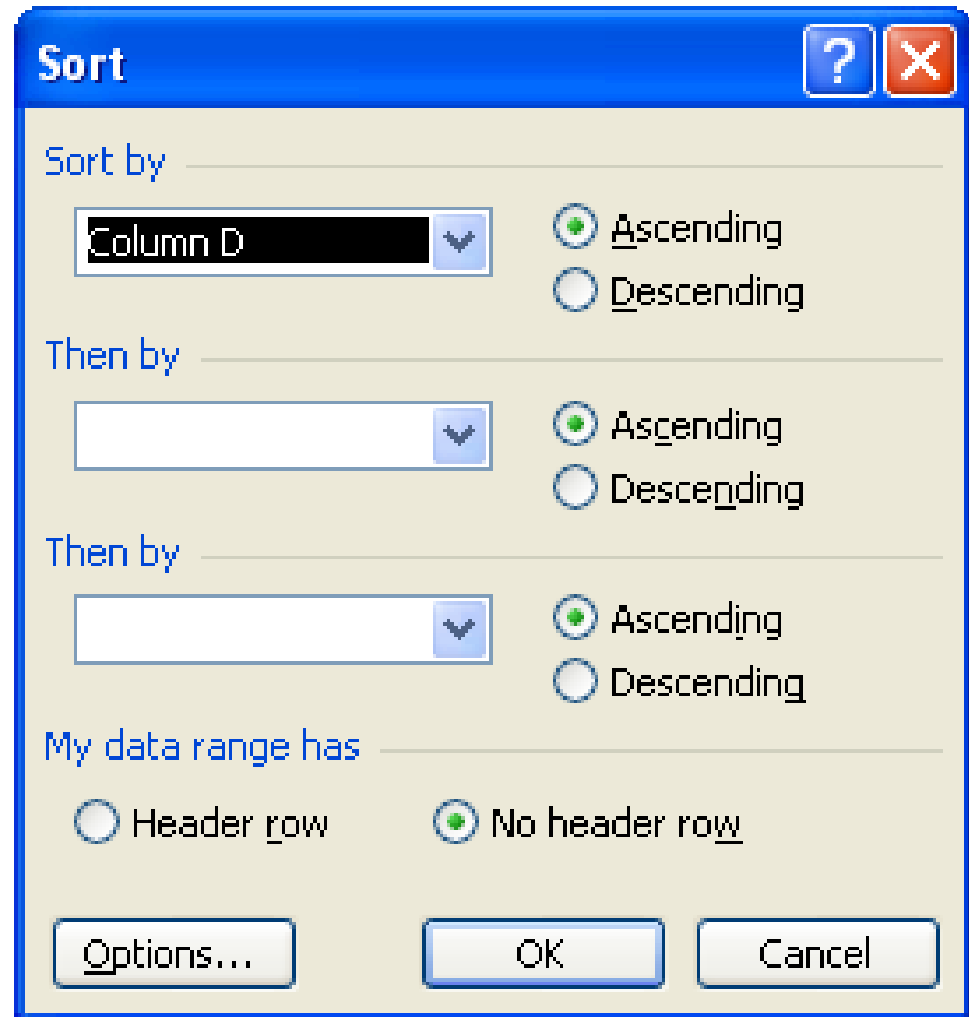 Sort
Sort by
Column D
Ascending
Descending
Then by
Ascending
Descending
Then by
Ascending
Descending
My data range has
Header row No header row
Options... OK Cancel